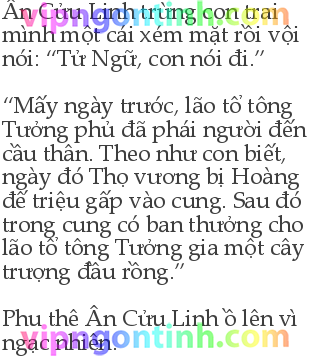 Ân Cửu Linh trừng con trai
mình một cái xém mặt rồi vội
nói: “Tử Ngữ, con nói đi.”
“Mấy ngày trước, lão tổ tông
Tưởng phủ đã phái người đến
cầu thân. Theo như con biết,
ngày đó Thọ vương bị Hoàng
đế triệu gấp vào cung. Sau đó
trong cung có ban thưởng cho
lão tổ tông Tưởng gia một cây
trượng đầu rồng.”
Phu thê Ân Cửu Linh ồ lên vì
ngạc nhiên.
vipngontinh.com
vipngontinh.com